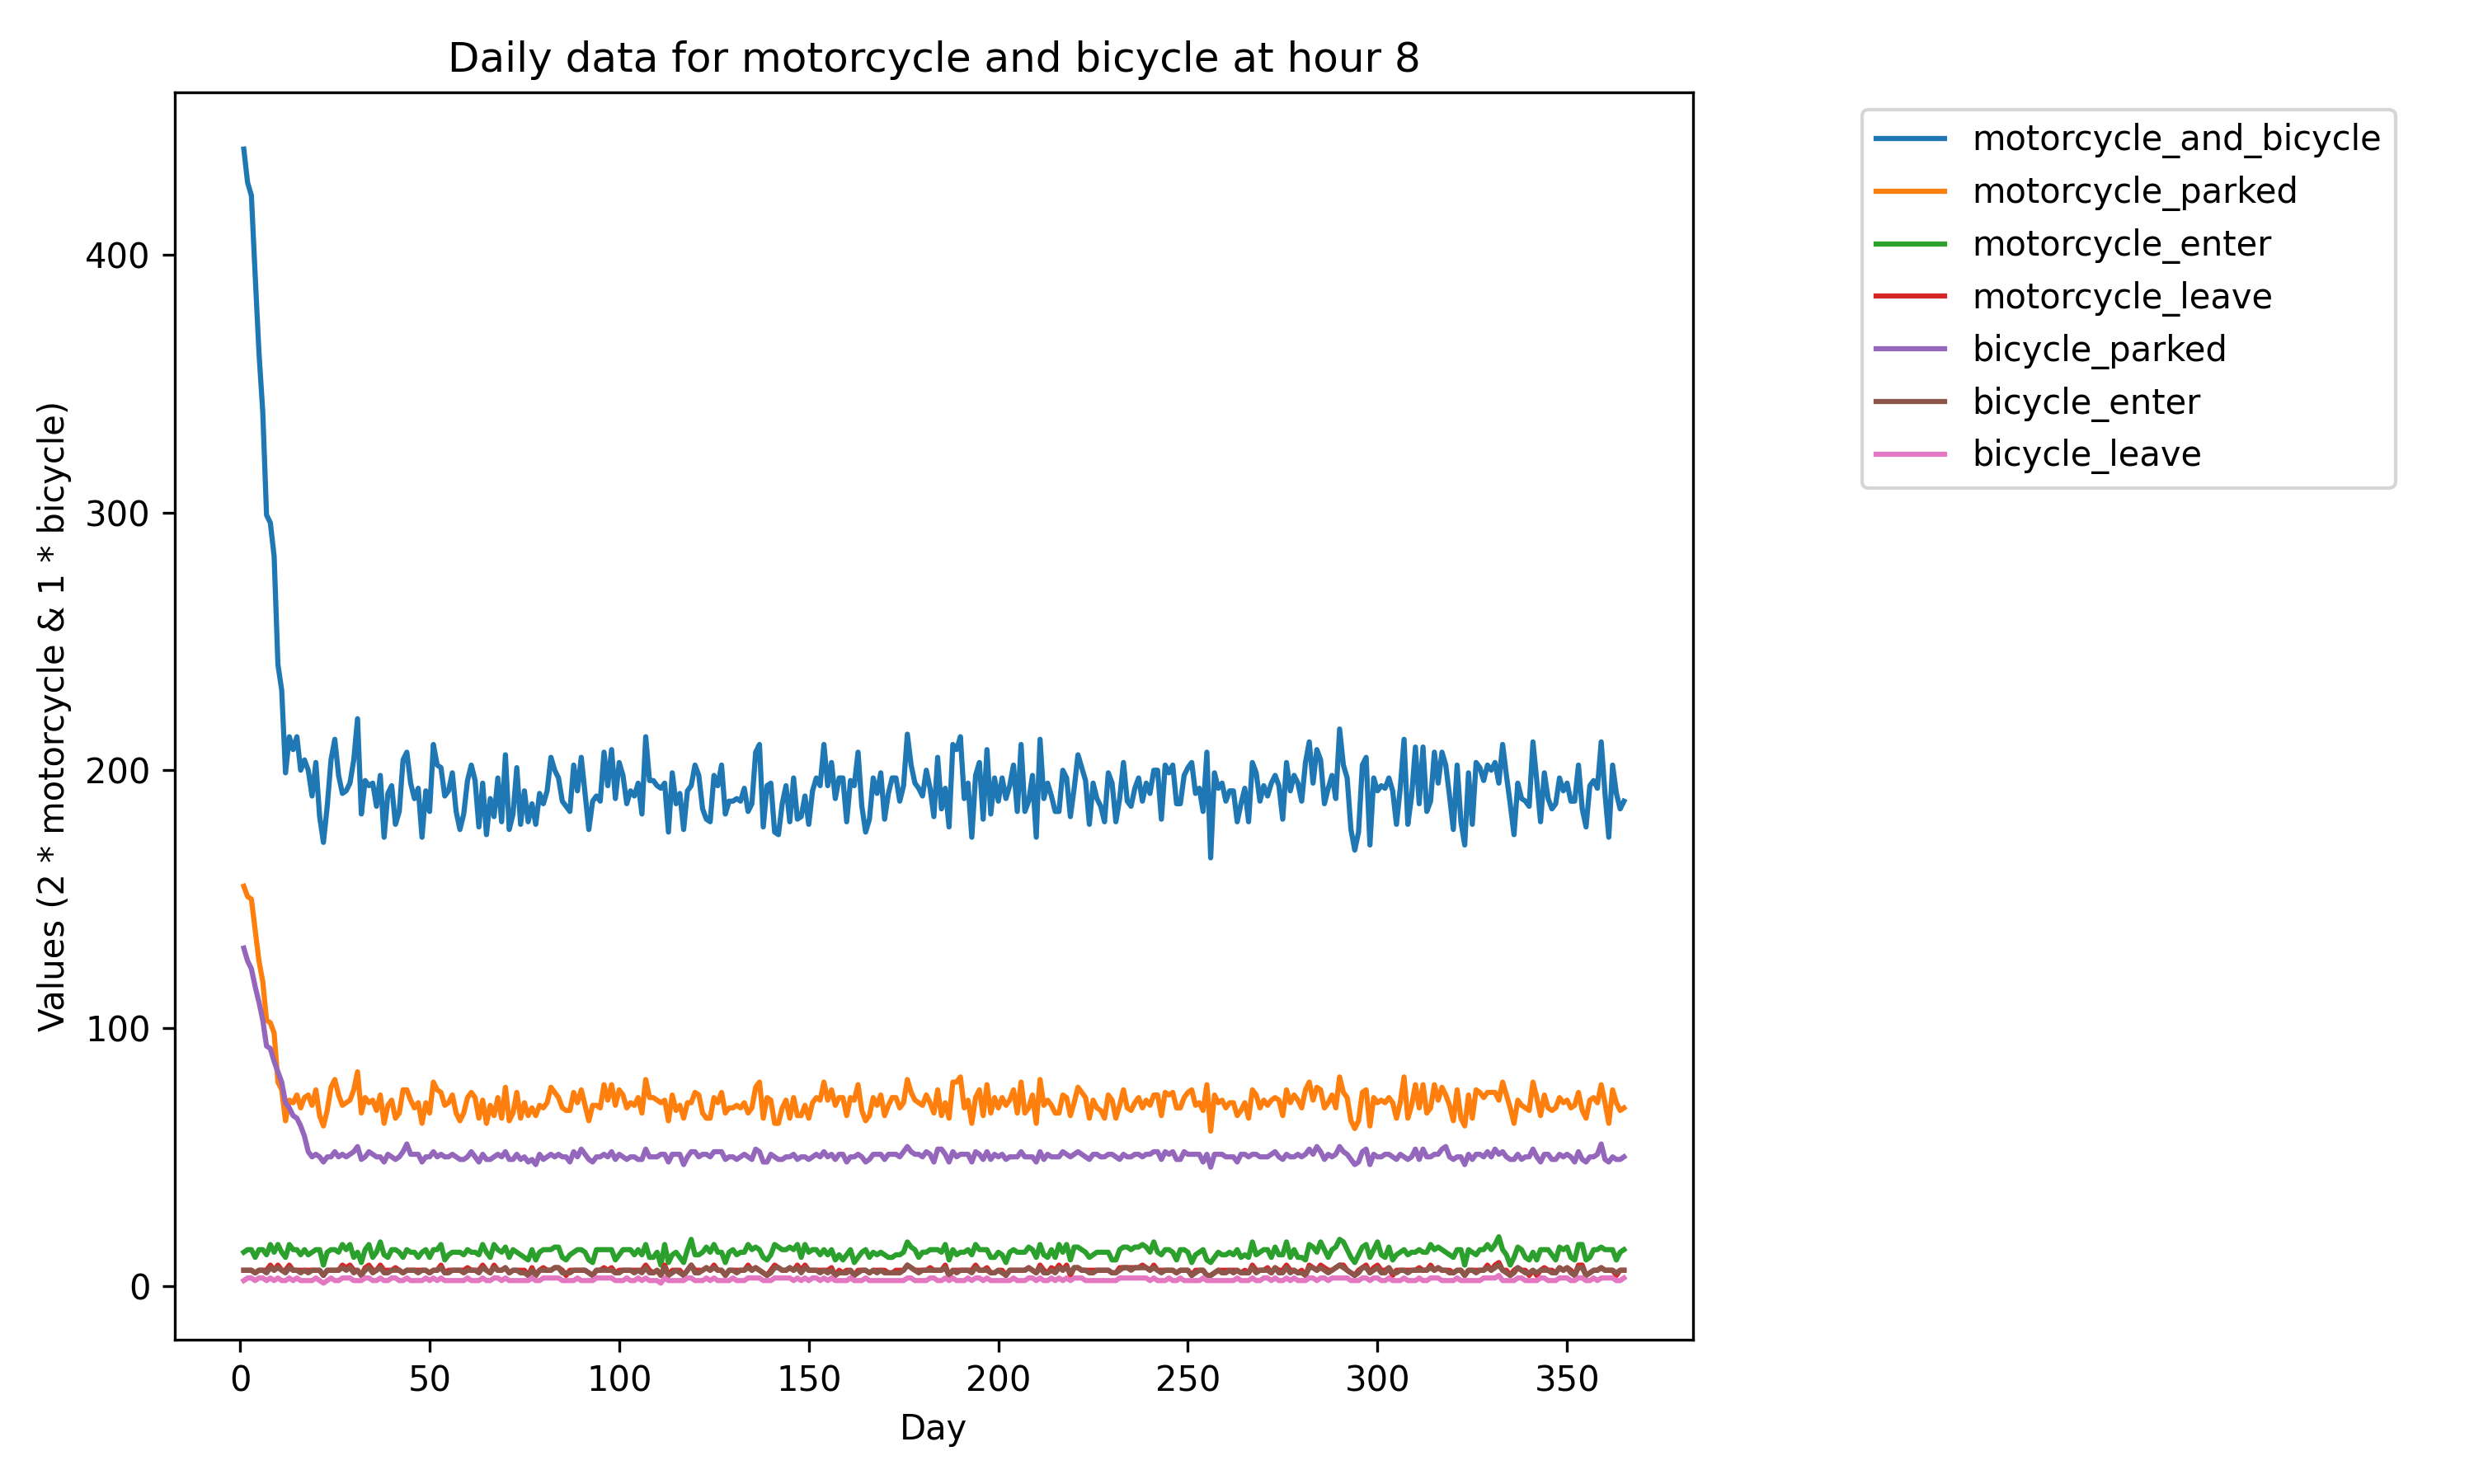 Daily data for motorcycle and bicycle at hour 8
motorcycle_and_bicycle
motorcycle_parked
motorcycle_enter
motorcycle_leave
bicycle_parked
bicycle_enter
bicycle_leave
Values (2 * motorcycle & 1 * bicycle)
400
300
200
100
0
0 50 100 150 200 250 300 350
Day